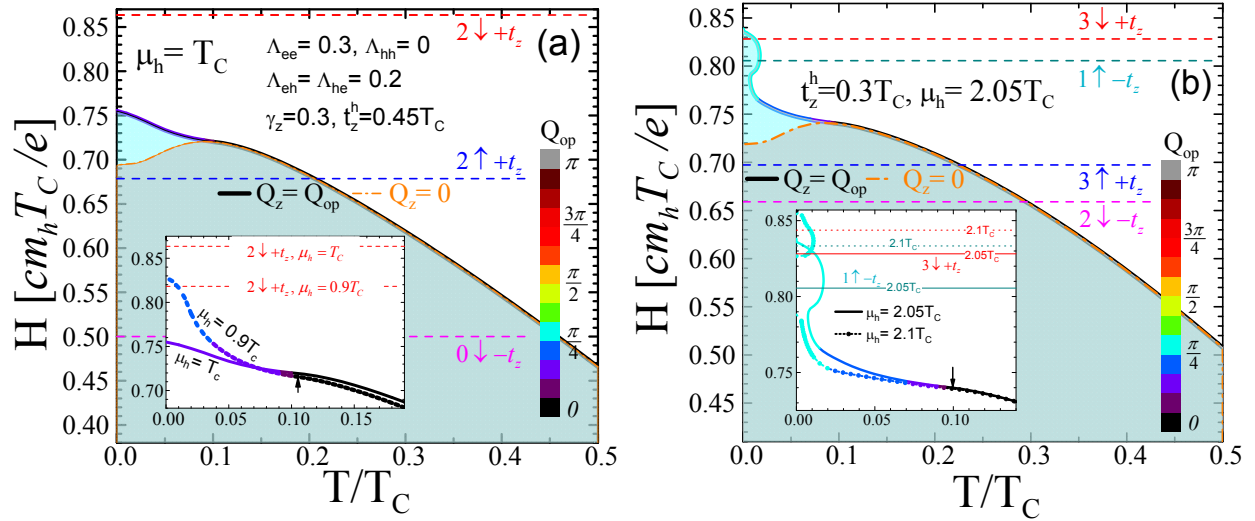 (a)
2↓+t_z
μ_h= T_C
Λ_ee = 0.3, Λ_hh = 0
Λ_eh = Λ_he = 0.2
γ_z=0.3, t_z^h=0.45T_C
Q_op
π
3π/4
π/2
π/4
0
2↑+t_z
Q_z= Q_op
Q_z= 0
0↓-t_z
H [cm_hT_C/e]
0.85
0.80
0.75
0.70
0.65
0.60
0.55
0.50
0.45
0.40
0.0 0.1 0.2 0.3 0.4 0.5
T/T_C
2↓+t_z, μ_h= T_C
2↓+t_z, μ_h= 0.9T_C
μ_h= 0.9T_c
μ_h= T_c
0.85
0.80
0.75
0.70
0.00 0.05 0.10 0.15
(b)
3↓+t_z
1↑-t_z
t_z^h=0.3T_C, μ_h= 2.05T_C
Q_op
π
3π/4
π/2
π/4
0
3↑+t_z
Q_z= Q_op
Q_z= 0
2↓-t_z
H [cm_hT_C/e]
0.85
0.80
0.75
0.70
0.65
0.60
0.55
0.50
0.45
0.0 0.1 0.2 0.3 0.4 0.5
T/T_C
2.1T_C
2.1T_C
2.05T_C
3↓+t_z
1↑-t_z
2.05T_C
μ_h= 2.05T_C
μ_h= 2.1T_C
0.85
0.80
0.75
0.00 0.05 0.10